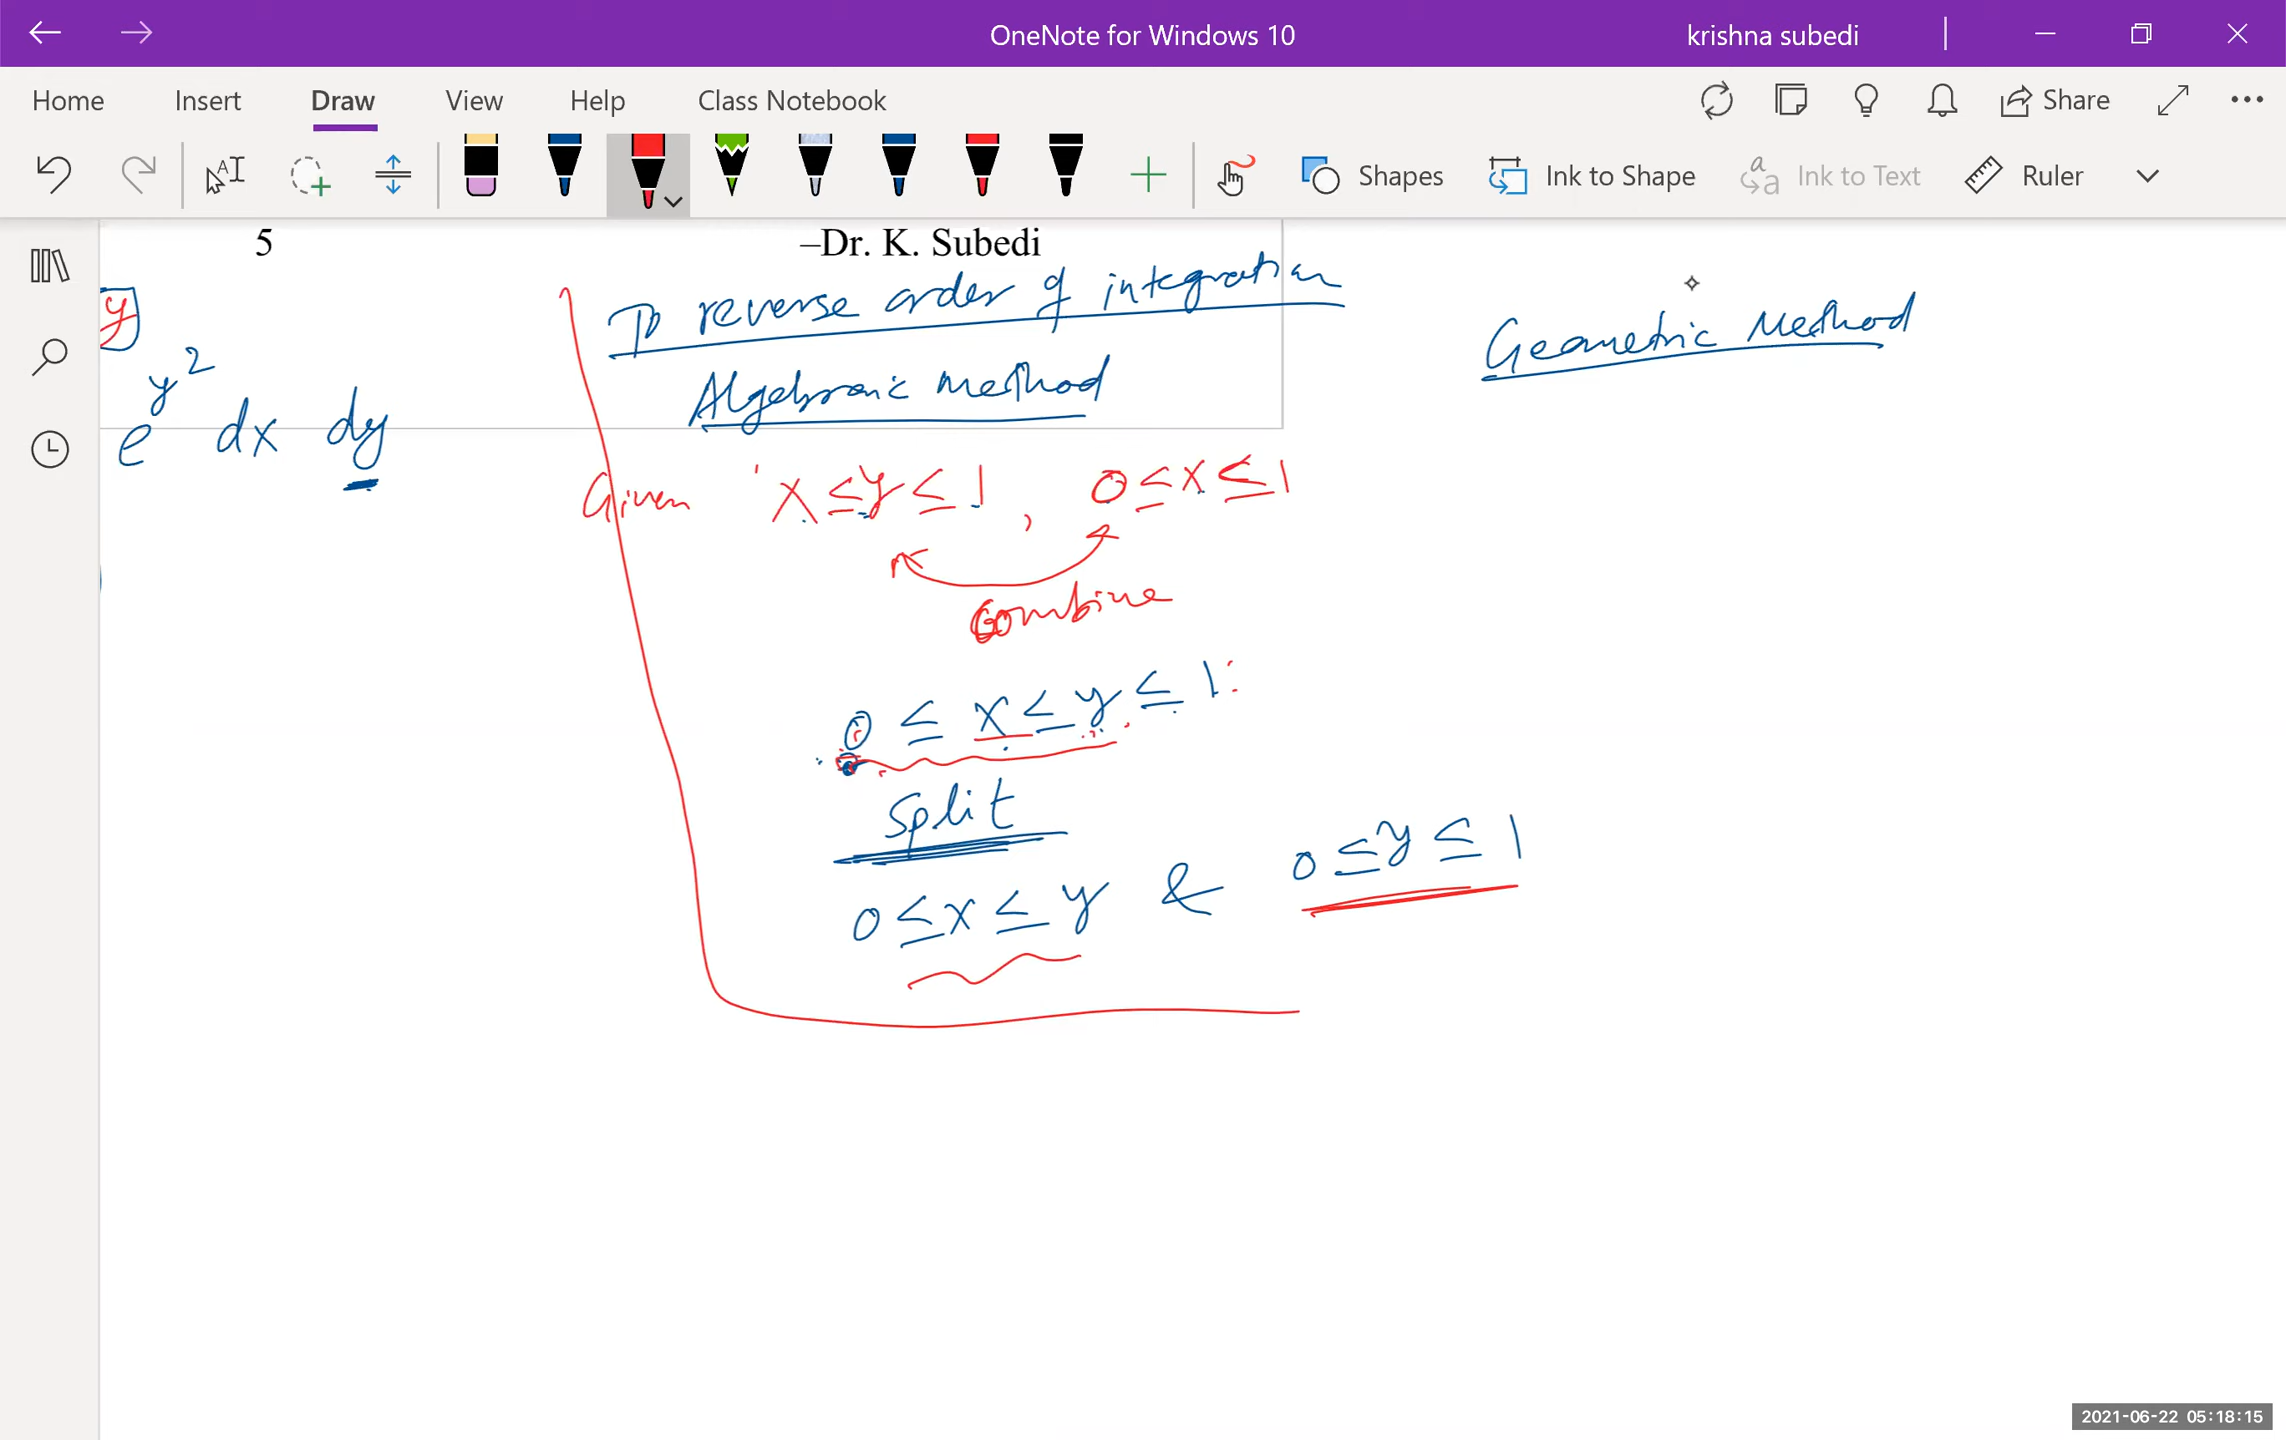 OneNote for Windows 10
krishna subedi
Home Insert Draw View Help Class Notebook Share
Shapes Ink to Shape Ink to Text Ruler
5 –Dr. K. Subedi
y
e^{y^2} dx dy
To reverse order of integration
Algebraic method
Given x ≤ y ≤ 1 , 0 ≤ x ≤ 1
Combine
0 ≤ x ≤ y ≤ 1
Split
0 ≤ x ≤ y & 0 ≤ y ≤ 1
Geometric Method
2021-06-22 05:18:15